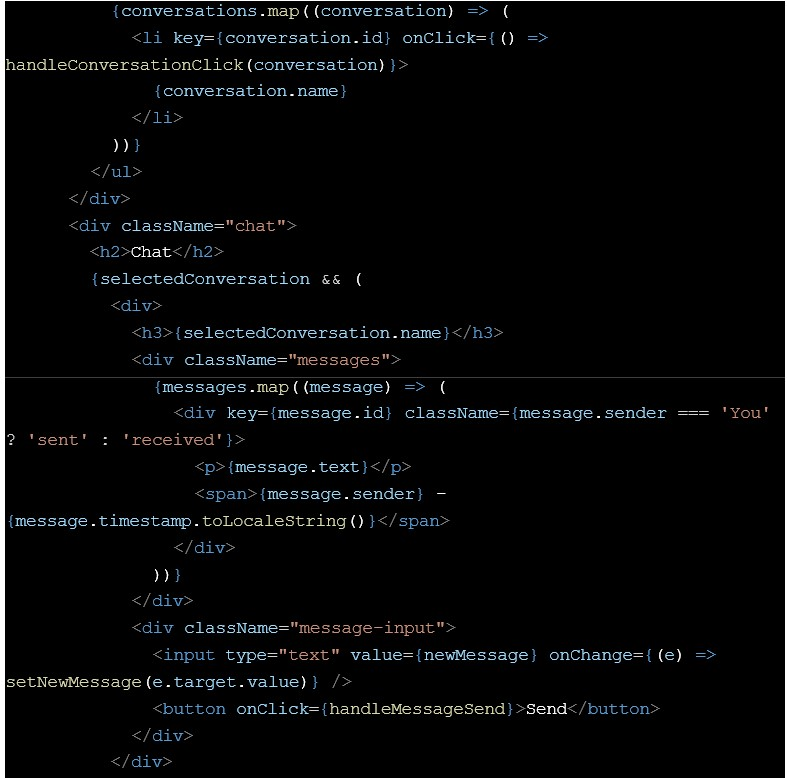 {conversations.map((conversation) => (
<li key={conversation.id} onClick={() =>
handleConversationClick(conversation)}>
{conversation.name}
</li>
))}
</ul>
</div>
<div className="chat">
<h2>Chat</h2>
{selectedConversation && (
<div>
<h3>{selectedConversation.name}</h3>
<div className="messages">
{messages.map((message) => (
<div key={message.id} className={message.sender === 'You'
? 'sent' : 'received'}>
<p>{message.text}</p>
<span>{message.sender} –
{message.timestamp.toLocaleString()}</span>
</div>
))}
</div>
<div className="message-input">
<input type="text" value={newMessage} onChange={(e) =>
setNewMessage(e.target.value)} />
<button onClick={handleMessageSend}>Send</button>
</div>
</div>